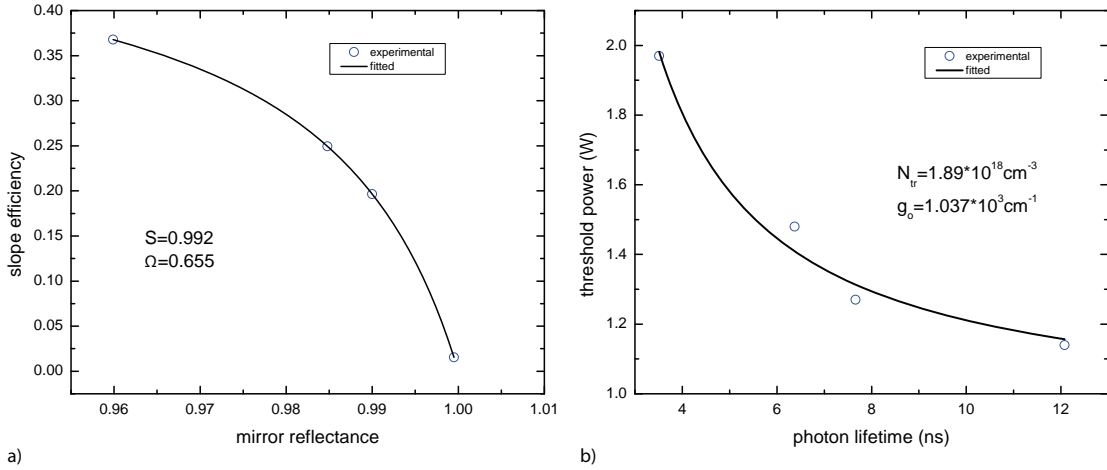 0.40
0.35
0.30
0.25
0.20
0.15
0.10
0.05
0.00
slope efficiency
experimental
fitted
S=0.992
Ω=0.655
0.96 0.97 0.98 0.99 1.00 1.01
mirror reflectance
a)
2.0
1.8
1.6
1.4
1.2
1.0
threshold power (W)
experimental
fitted
Ntr=1.89*10^18cm^-3
go=1.037*10^3cm^-1
4 6 8 10 12
photon lifetime (ns)
b)